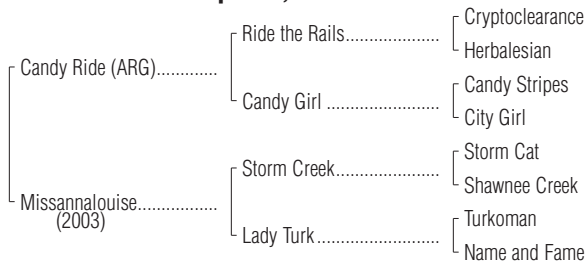 Cryptoclearance
Ride the Rails
Herbalesian
Candy Ride (ARG)
Candy Stripes
Candy Girl
City Girl
Storm Cat
Storm Creek
Shawnee Creek
Missannalouise
(2003)
Turkoman
Lady Turk
Name and Fame